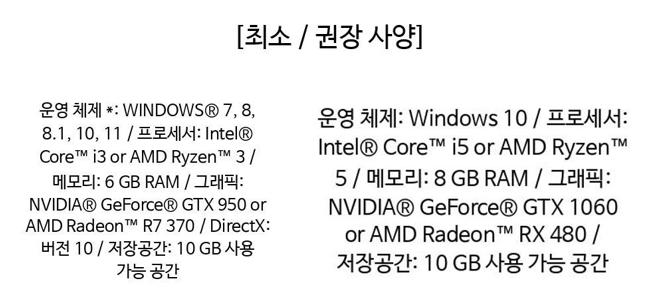 [최소 / 권장 사양]
운영 체제 *: WINDOWS® 7, 8,
8.1, 10, 11 / 프로세서: Intel®
Core™ i3 or AMD Ryzen™ 3 /
메모리: 6 GB RAM / 그래픽:
NVIDIA® GeForce® GTX 950 or
AMD Radeon™ R7 370 / DirectX:
버전 10 / 저장공간: 10 GB 사용
가능 공간
운영 체제: Windows 10 / 프로세서:
Intel® Core™ i5 or AMD Ryzen™
5 / 메모리: 8 GB RAM / 그래픽:
NVIDIA® GeForce® GTX 1060
or AMD Radeon™ RX 480 /
저장공간: 10 GB 사용 가능 공간